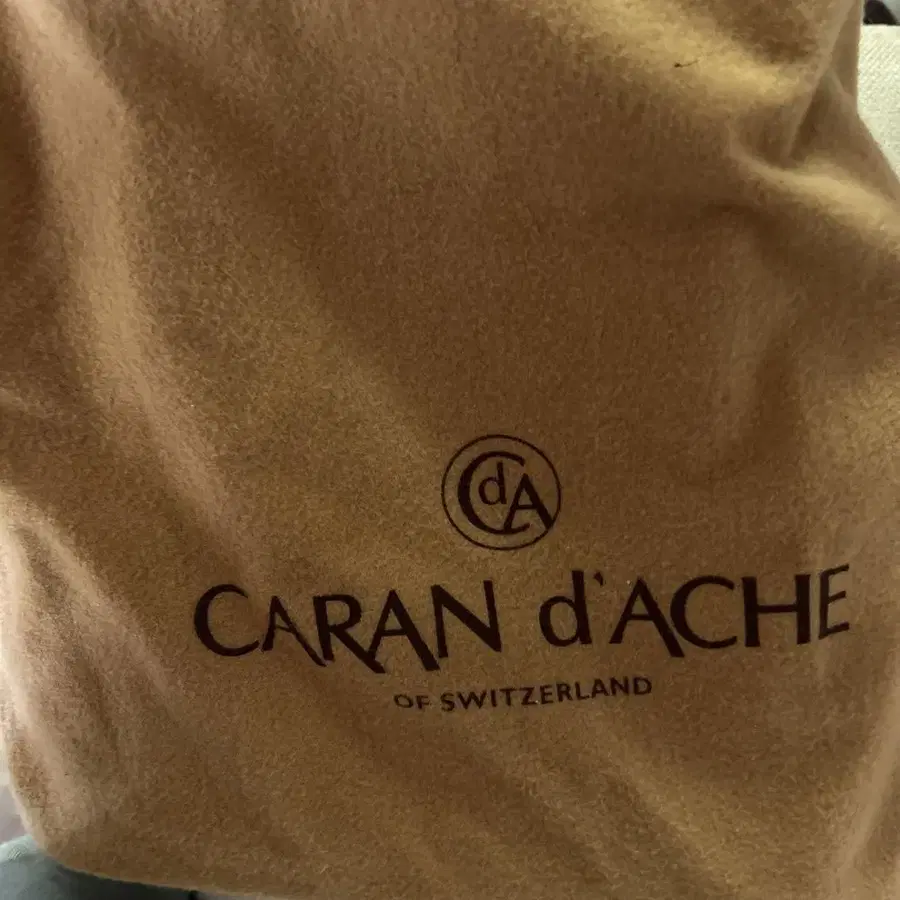 CdA
CARAN d'ACHE
OF SWITZERLAND